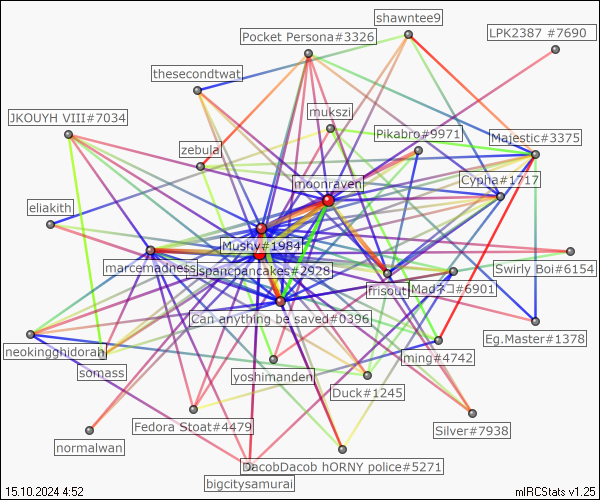 shawntee9
LPK2387 #7690
Pocket Persona#3326
thesecondtwat
JKOUYH VIII#7034
mukszi
Pikabro#9971
Majestic#3375
zebula
moonraven
Cypha#1717
eliakith
Mushy#1984
marcemadness
jspancpancakes#2928
Swirly Boi#6154
frisout
Madネコ#6901
Can anything be saved#0396
Eg.Master#1378
neokingghidorah
ming#4742
somass
yoshimanden
Duck#1245
Fedora Stoat#4479
Silver#7938
normalwan
DacobDacob hORNY police#5271
bigcitysamurai
15.10.2024 4:52
mIRCStats v1.25